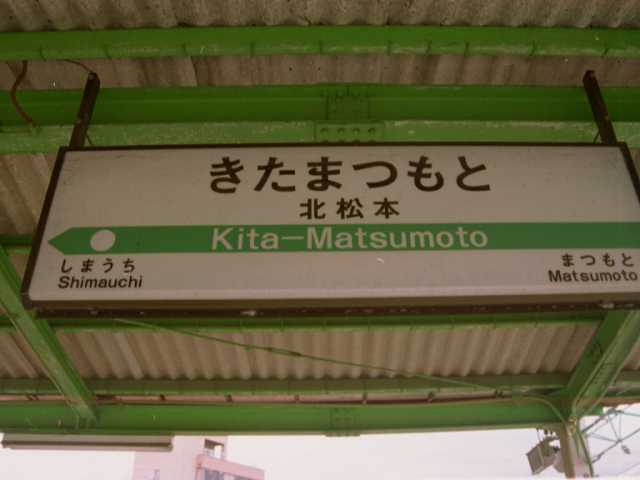 きたまつもと
北松本
Kita-Matsumoto
しまうち
Shimauchi
まつもと
Matsumoto